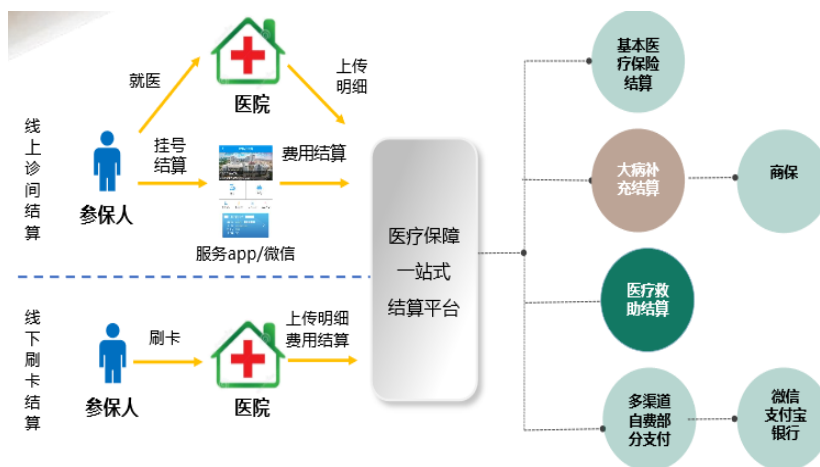 线上诊间结算
就医
医院
上传
明细
挂号
结算
费用结算
参保人
服务app/微信
线下刷卡结算
刷卡
上传明细
费用结算
参保人
医院
医疗保障
一站式
结算平台
基本医
疗保险
结算
大病补
充结算
商保
医疗救
助结算
多渠道
自费部
分支付
微信
支付宝
银行